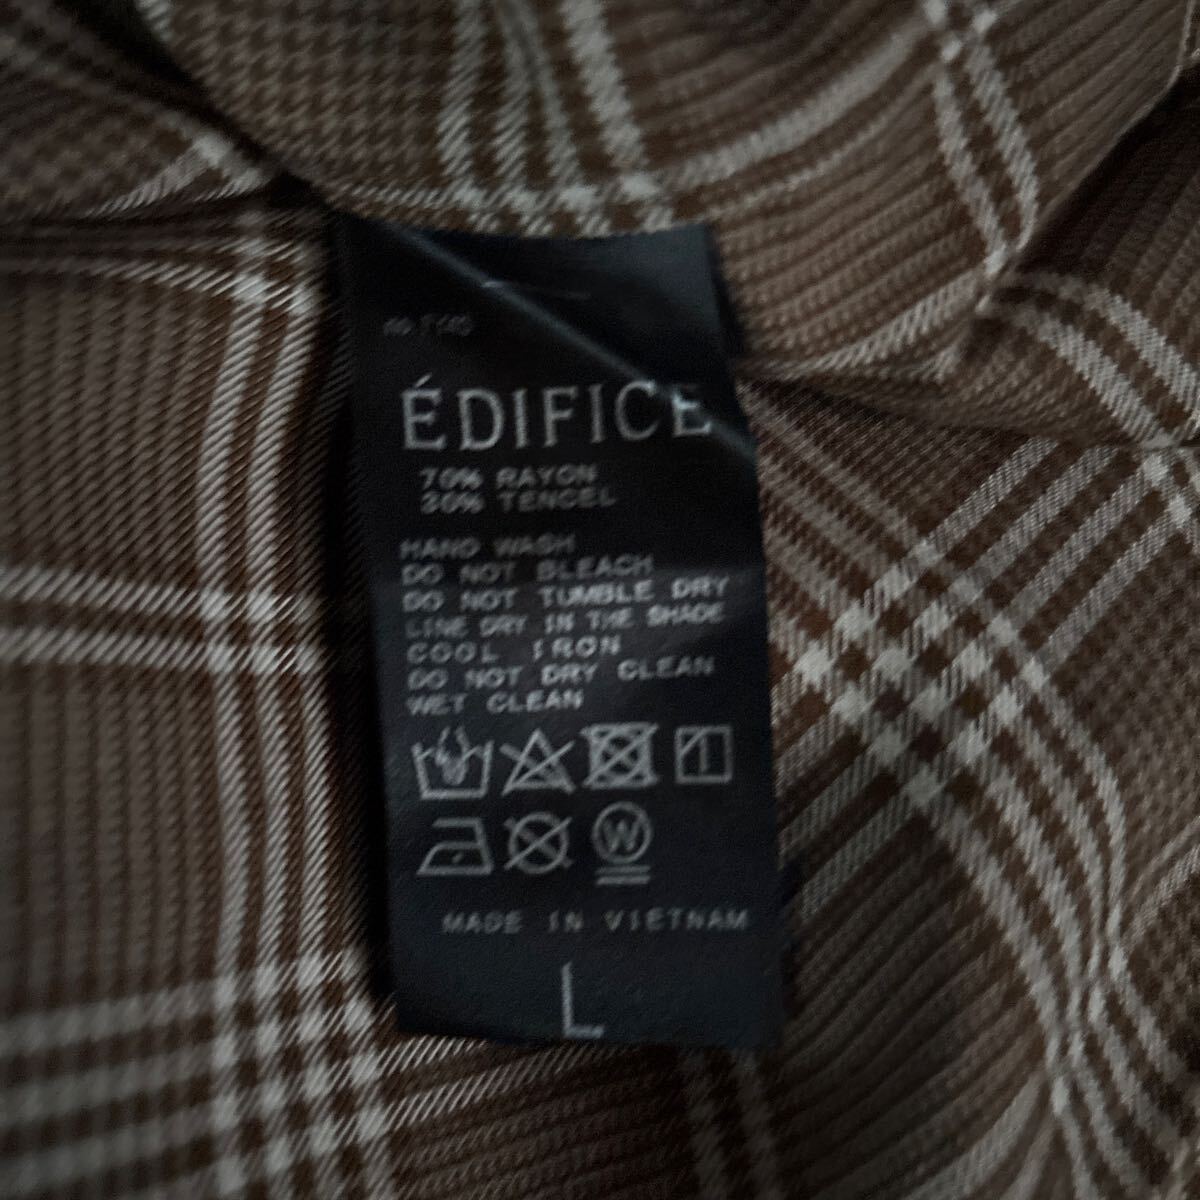 ÉDIFICE
70% RAYON
30% TENCEL
HAND WASH
DO NOT BLEACH
DO NOT TUMBLE DRY
LINE DRY IN THE SHADE
COOL IRON
DO NOT DRY CLEAN
WET CLEAN
W
MADE IN VIETNAM
L